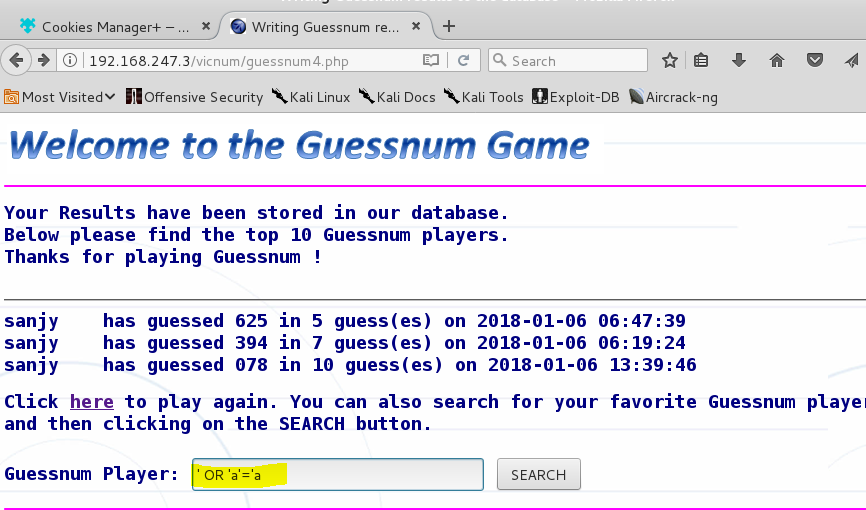 Cookies Manager+ – ...
Writing Guessnum re...
192.168.247.3/vicnum/guessnum4.php
Search
Most Visited
Offensive Security
Kali Linux
Kali Docs
Kali Tools
Exploit-DB
Aircrack-ng
Welcome to the Guessnum Game
Your Results have been stored in our database.
Below please find the top 10 Guessnum players.
Thanks for playing Guessnum !
sanjy has guessed 625 in 5 guess(es) on 2018-01-06 06:47:39
sanjy has guessed 394 in 7 guess(es) on 2018-01-06 06:19:24
sanjy has guessed 078 in 10 guess(es) on 2018-01-06 13:39:46
Click here to play again. You can also search for your favorite Guessnum player
and then clicking on the SEARCH button.
Guessnum Player: ' OR 'a'='a SEARCH